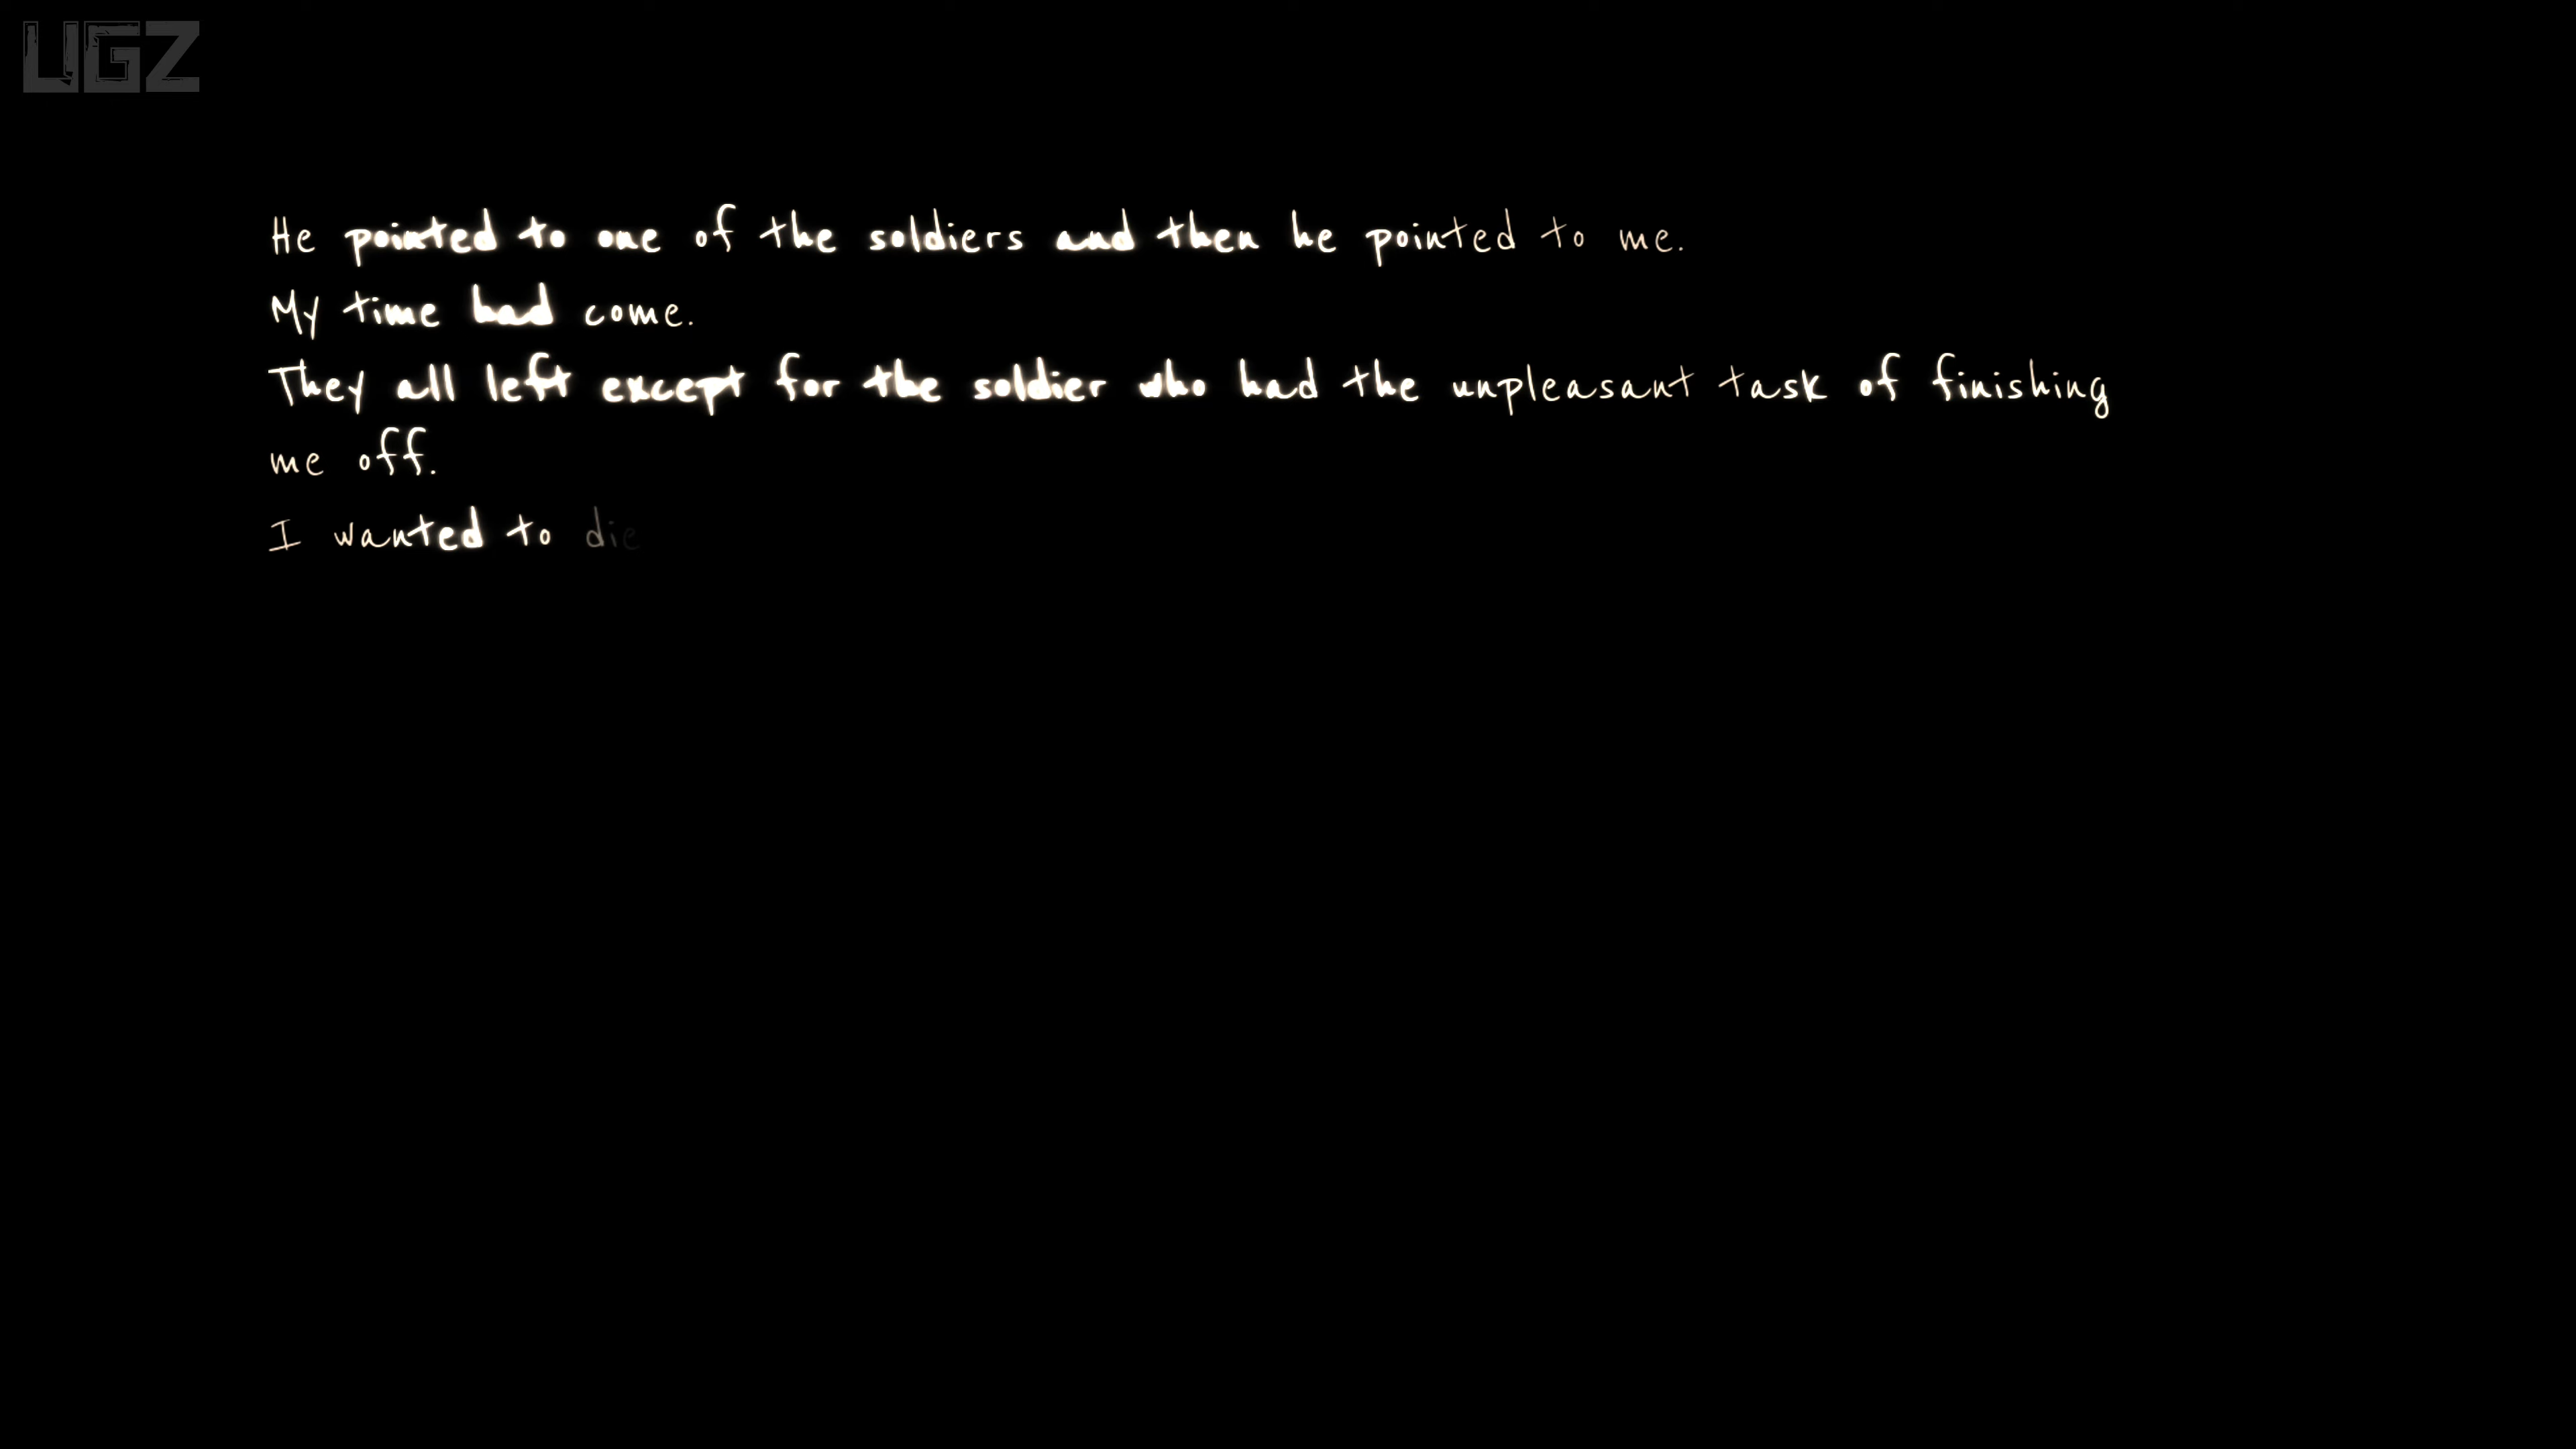 UGZ
He pointed to one of the soldiers and then he pointed to me.
My time had come.
They all left except for the soldier who had the unpleasant task of finishing
me off.
I wanted to die